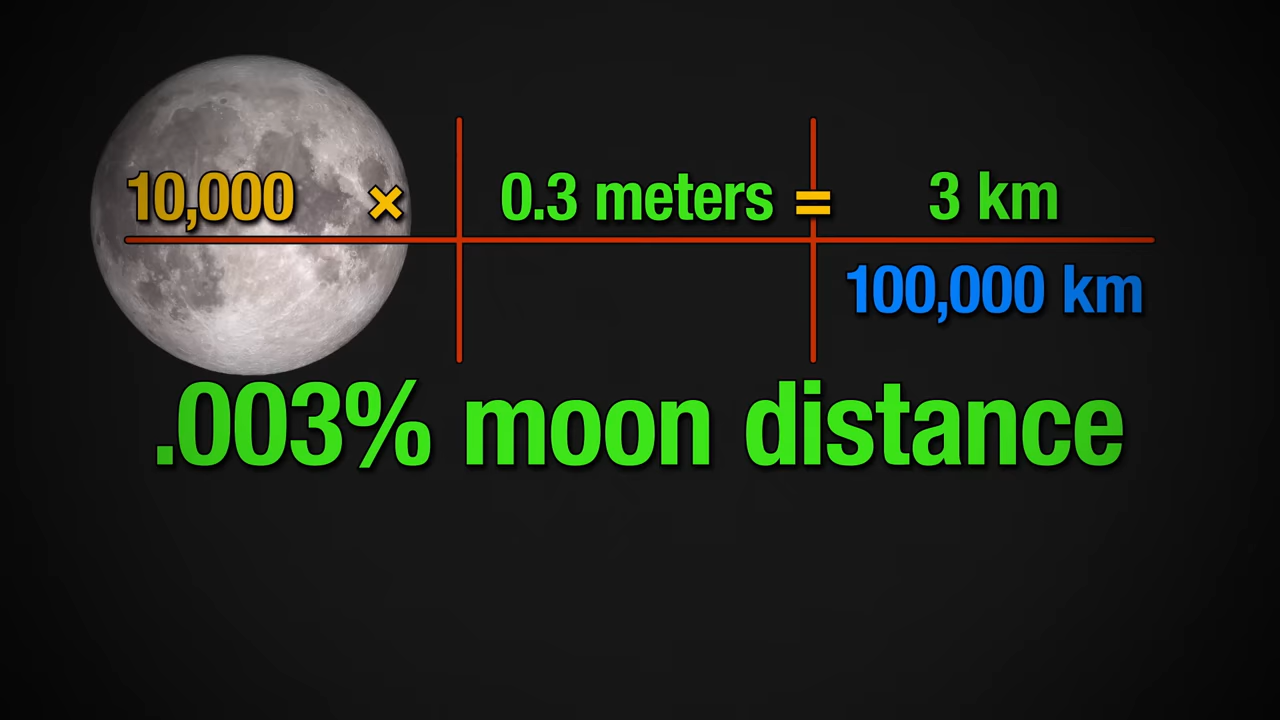 10,000 × 0.3 meters = 3 km
100,000 km
.003% moon distance